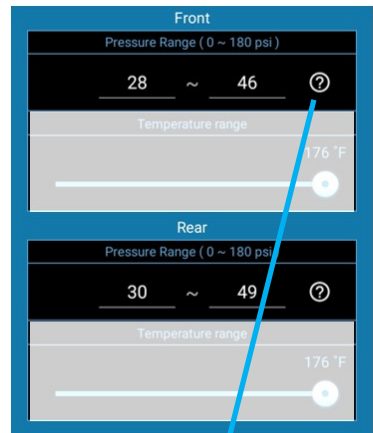 Front
Pressure Range ( 0 ~ 180 psi )
28 ~ 46 ?
Temperature range
176 °F
Rear
Pressure Range ( 0 ~ 180 psi
30 ~ 49 ?
Temperature range
176 °F